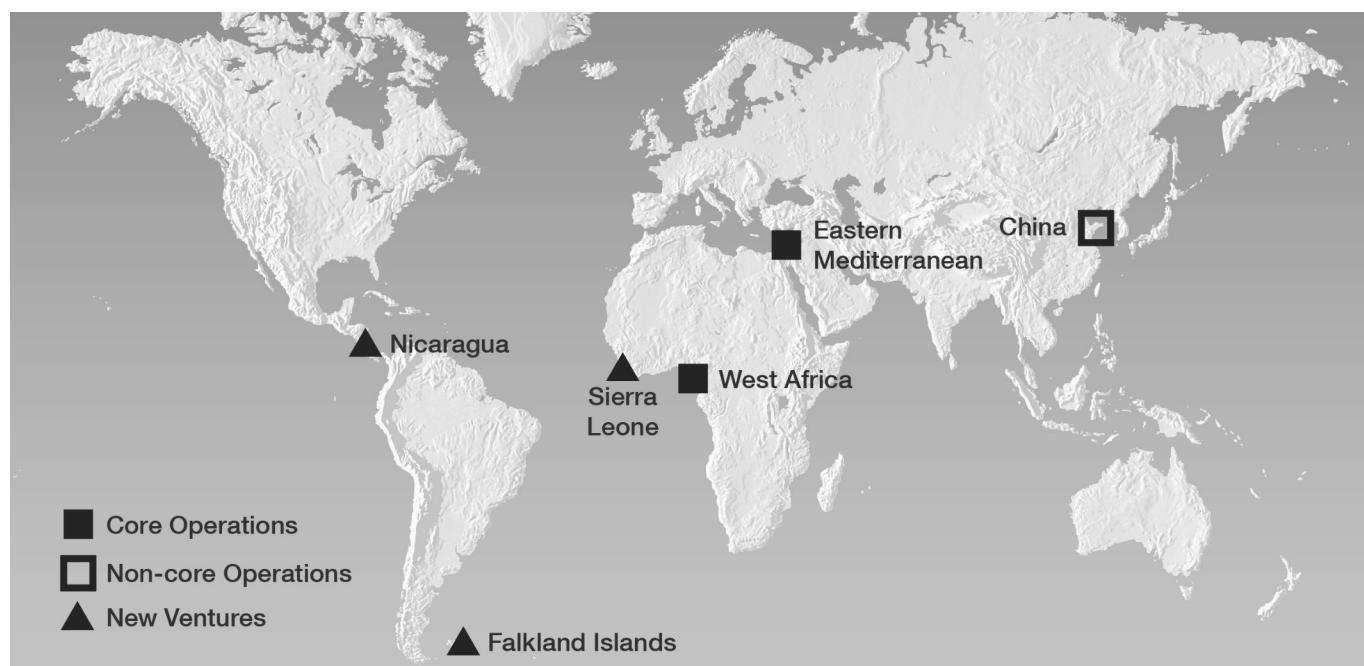 China
Eastern
Mediterranean
Nicaragua
West Africa
Sierra
Leone
Core Operations
Non-core Operations
New Ventures
Falkland Islands